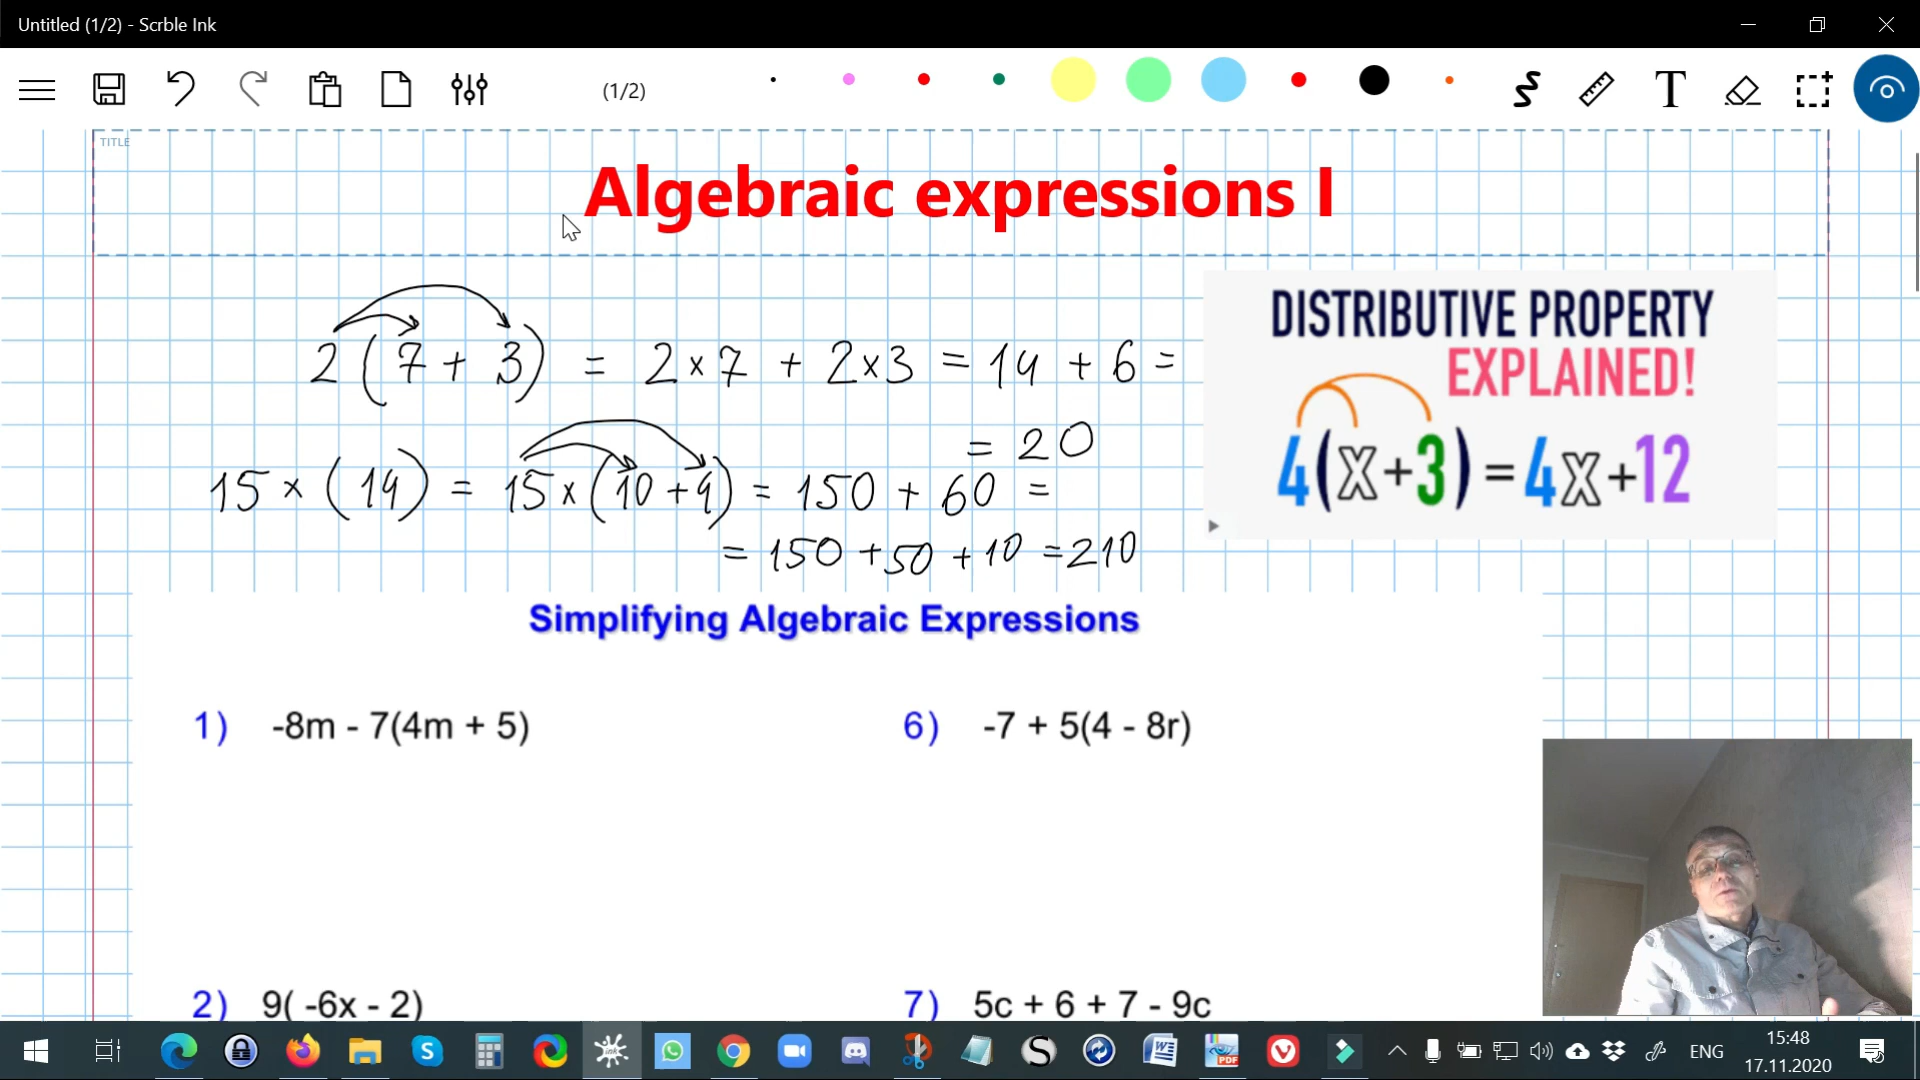 Untitled (1/2) - Scrble Ink
(1/2)
TITLE
Algebraic expressions I
2(7 + 3) = 2×7 + 2×3 = 14 + 6 =
= 20
15 × (14) = 15 × (10 + 4) = 150 + 60 =
= 150 + 50 + 10 = 210
DISTRIBUTIVE PROPERTY
EXPLAINED!
4(x+3)=4x+12
Simplifying Algebraic Expressions
1) -8m - 7(4m + 5)
6) -7 + 5(4 - 8r)
2) 9( -6x - 2)
7) 5c + 6 + 7 - 9c
ENG
15:48
17.11.2020